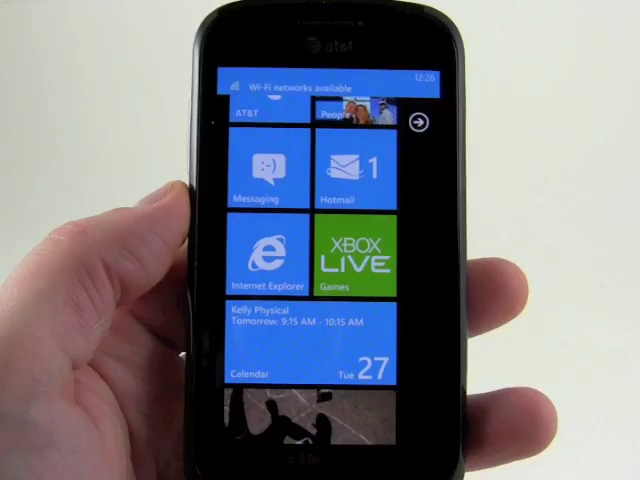 at&t
12:26
Wi-Fi networks available
AT&T
People
:-)
Messaging
1
Hotmail
Internet Explorer
XBOX
LIVE
Games
Kelly Physical
Tomorrow: 9:15 AM - 10:15 AM
Calendar
Tue 27